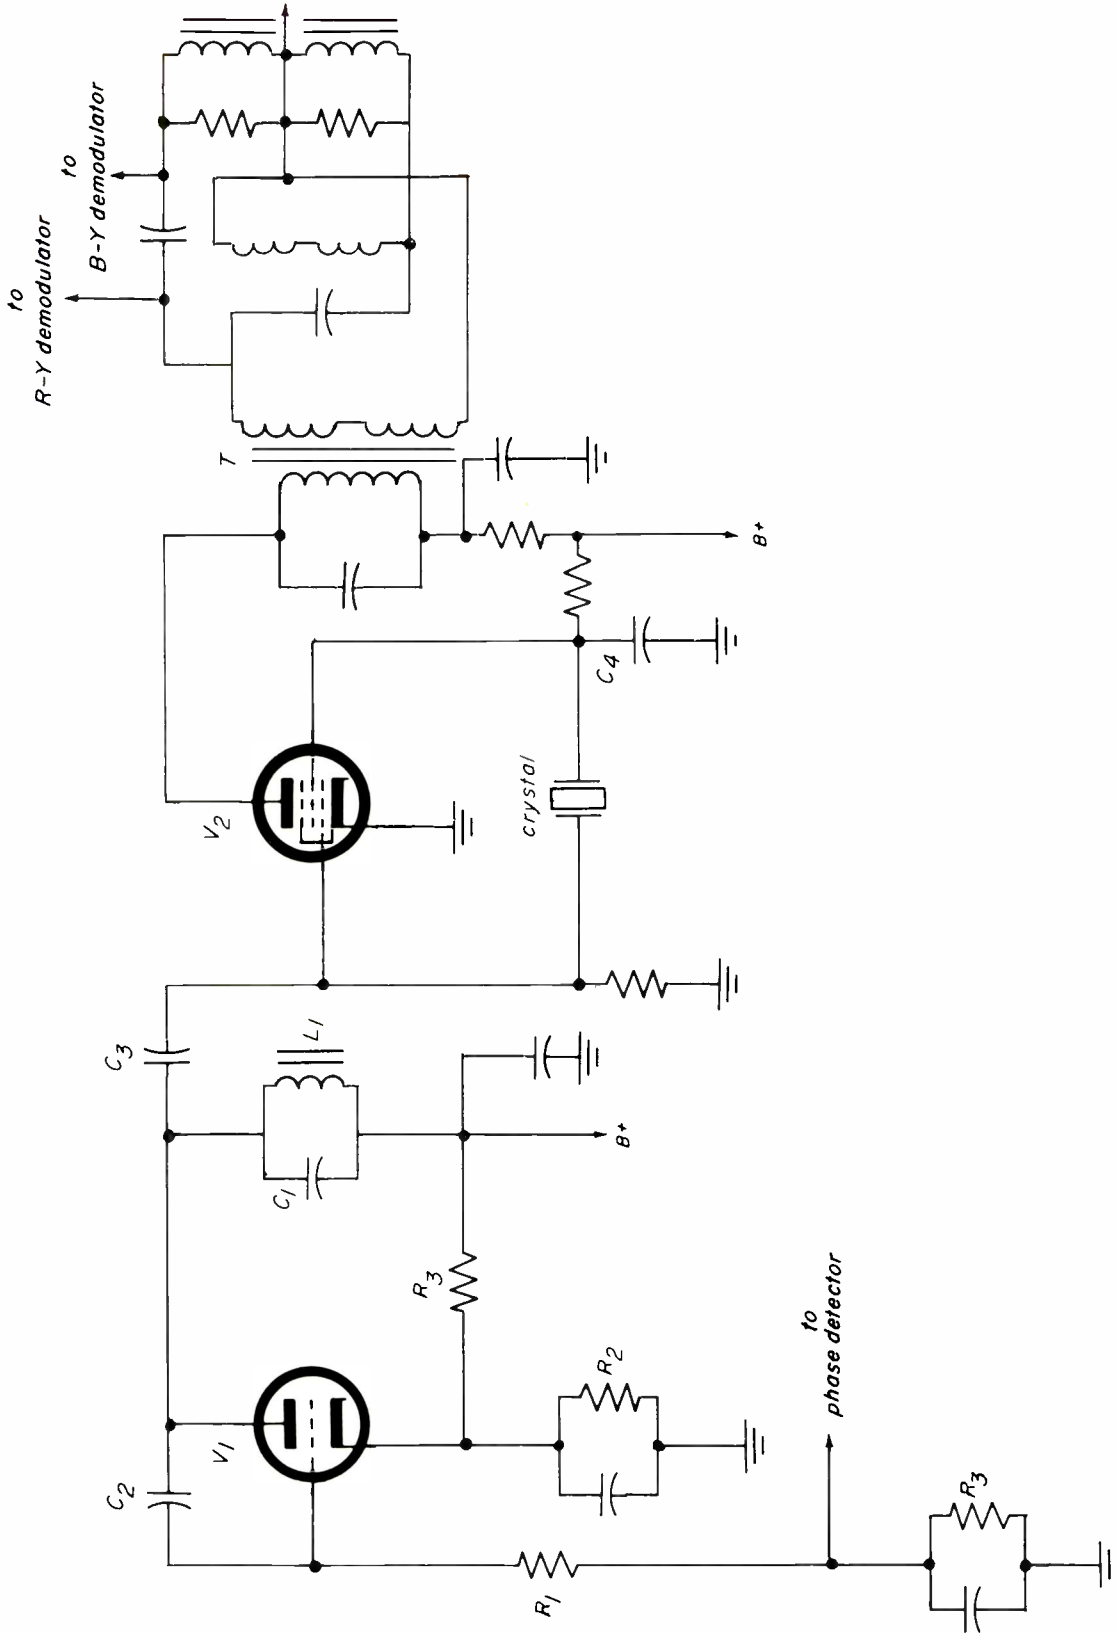 to
R-Y demodulator
to
B-Y demodulator
T
B+
V2
C4
crystal
C3
L1
C1
B+
R3
V1
C2
R2
R1
to
phase detector
R3